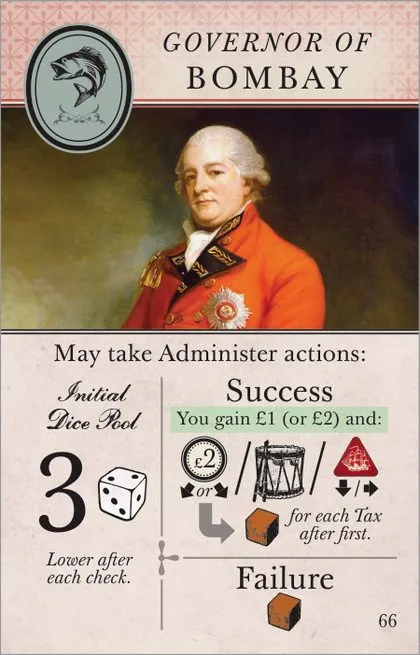 GOVERNOR OF
BOMBAY
May take Administer actions:
Initial
Dice Pool
3
Lower after
each check.
Success
You gain £1 (or £2) and:
£2
or
/
/
/
for each Tax
after first.
Failure
66